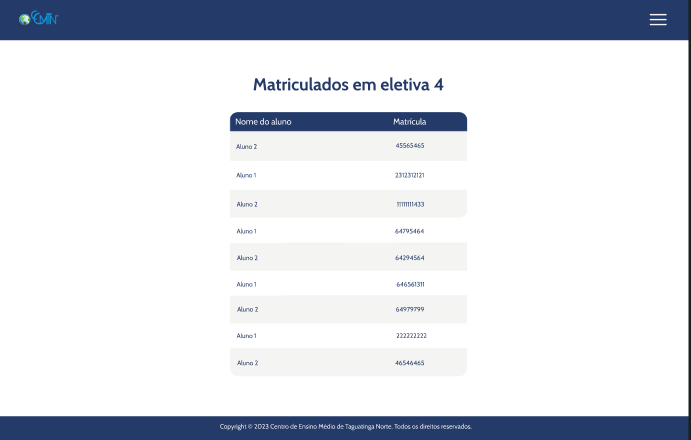 CEMTN
Matriculados em eletiva 4
Nome do aluno Matrícula
Aluno 2 45565465
Aluno 1 2312312121
Aluno 2 11111111433
Aluno 1 64795464
Aluno 2 64294564
Aluno 1 646561311
Aluno 2 64979799
Aluno 1 222222222
Aluno 2 46546465
Copyright © 2023 Centro de Ensino Médio de Taguatinga Norte. Todos os direitos reservados.